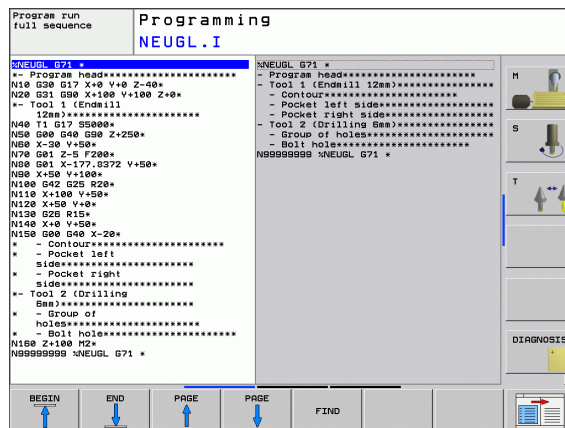 Program run
full sequence
Programming
NEUGL.I
%NEUGL G71 *
*- Program head***********************
N10 G30 G17 X+0 Y+0 Z-40*
N20 G31 G90 X+100 Y+100 Z+0*
*- Tool 1 (Endmill
12mm)***********************
N40 T1 G17 S5000*
N50 G00 G40 G90 Z+250*
N60 X-30 Y+50*
N70 G01 Z-5 F200*
N80 G01 X-177.8372 Y+50*
N90 X+50 Y+100*
N100 G42 G25 R20*
N110 X+100 Y+50*
N120 X+50 Y+0*
N130 G26 R15*
N140 X+0 Y+50*
N150 G00 G40 X-20*
* - Contour***********************
* - Pocket left
side***********************
* - Pocket right
side***********************
*- Tool 2 (Drilling
6mm)***********************
* - Group of
holes***********************
* - Bolt hole***********************
N160 Z+100 M2*
N99999999 %NEUGL G71 *
%NEUGL G71 *
- Program head***********************
- Tool 1 (Endmill 12mm)***********************
- Contour***********************
- Pocket left side***********************
- Pocket right side***********************
- Tool 2 (Drilling 6mm)***********************
- Group of holes***********************
- Bolt hole***********************
N99999999 %NEUGL G71 *
M
S
T
DIAGNOSIS
BEGIN
END
PAGE
PAGE
FIND